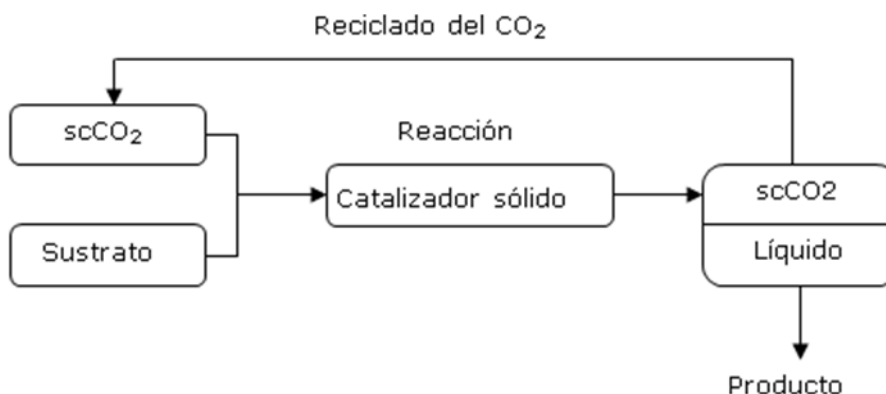 Reciclado del CO₂
scCO₂
Reacción
Catalizador sólido
scCO2
Sustrato
Líquido
Producto